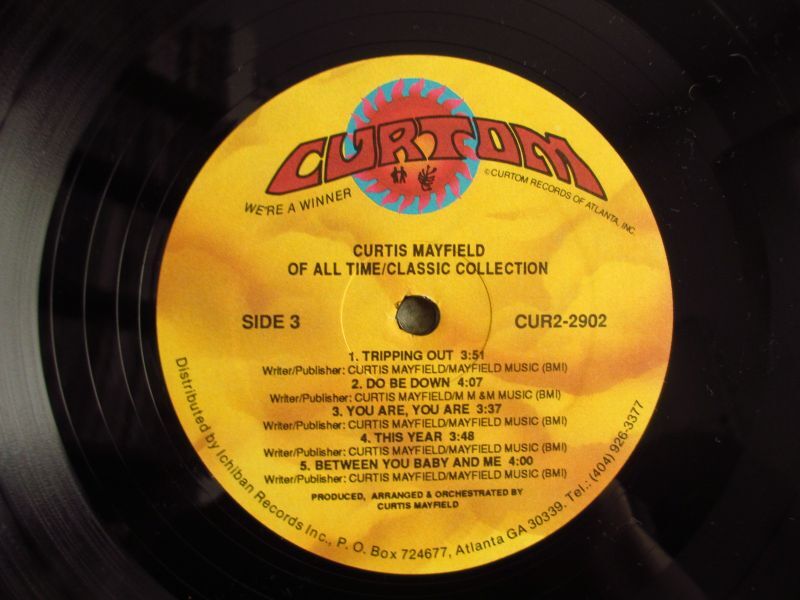 CURTOM
WE'RE A WINNER
©CURTOM RECORDS OF ATLANTA, INC.
CURTIS MAYFIELD
OF ALL TIME/CLASSIC COLLECTION
SIDE 3
CUR2-2902
1. TRIPPING OUT 3:51
Writer/Publisher: CURTIS MAYFIELD/MAYFIELD MUSIC (BMI)
2. DO BE DOWN 4:07
Writer/Publisher: CURTIS MAYFIELD/M M &M MUSIC (BMI)
3. YOU ARE, YOU ARE 3:37
Writer/Publisher: CURTIS MAYFIELD/MAYFIELD MUSIC (BMI)
4. THIS YEAR 3:48
Writer/Publisher: CURTIS MAYFIELD/MAYFIELD MUSIC (BMI)
5. BETWEEN YOU BABY AND ME 4:00
Writer/Publisher: CURTIS MAYFIELD/MAYFIELD MUSIC (BMI)
PRODUCED, ARRANGED & ORCHESTRATED BY
CURTIS MAYFIELD
Distributed by Ichiban Records Inc., P. O. Box 724677, Atlanta GA 30339. Tel.: (404) 926-3377